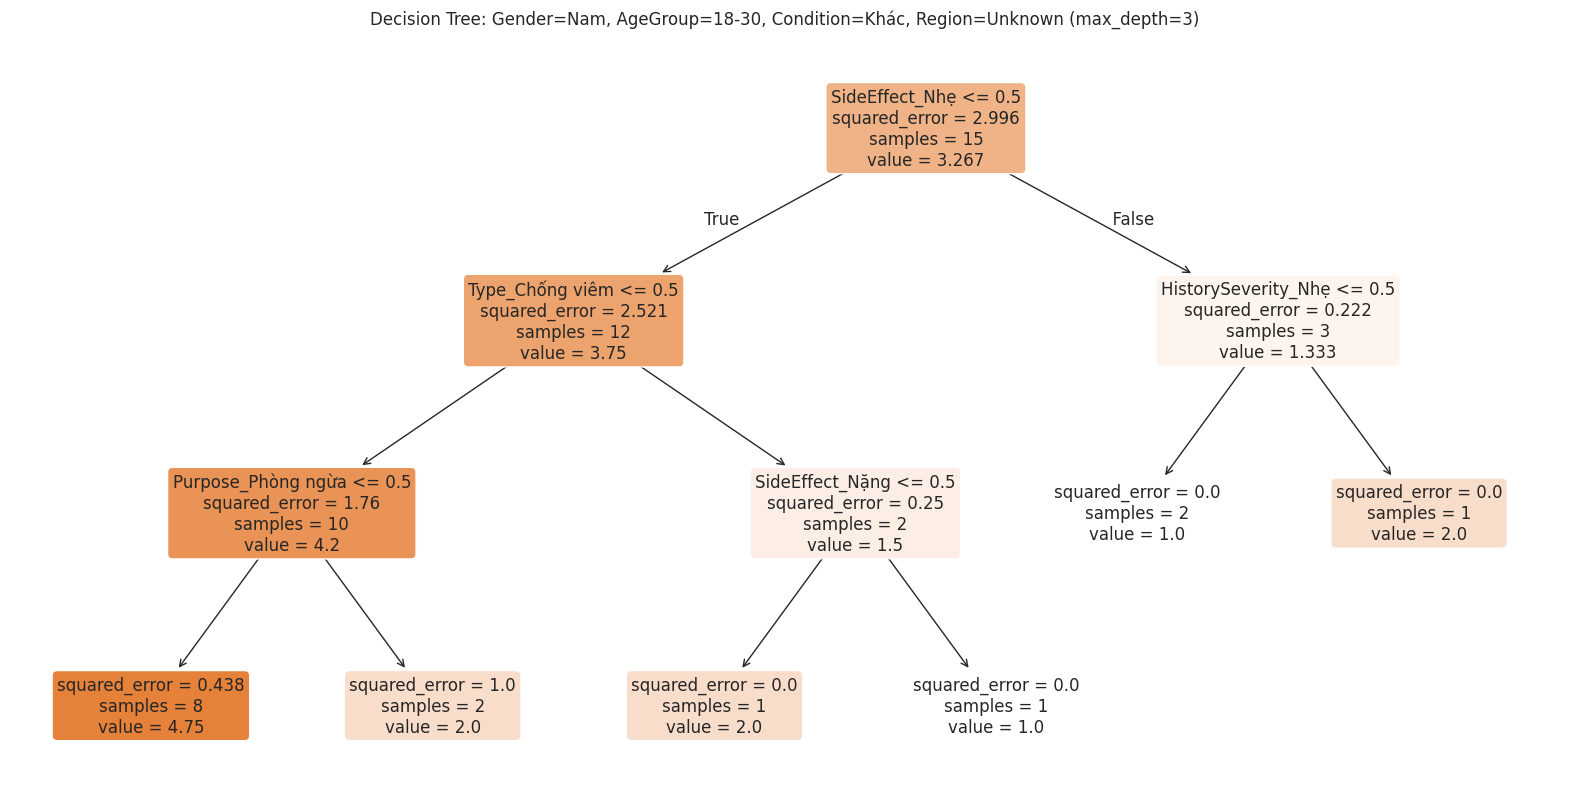 Decision Tree: Gender=Nam, AgeGroup=18-30, Condition=Khác, Region=Unknown (max_depth=3)
SideEffect_Nhẹ <= 0.5
squared_error = 2.996
samples = 15
value = 3.267
True
False
Type_Chống viêm <= 0.5
squared_error = 2.521
samples = 12
value = 3.75
HistorySeverity_Nhẹ <= 0.5
squared_error = 0.222
samples = 3
value = 1.333
Purpose_Phòng ngừa <= 0.5
squared_error = 1.76
samples = 10
value = 4.2
SideEffect_Nặng <= 0.5
squared_error = 0.25
samples = 2
value = 1.5
squared_error = 0.0
samples = 2
value = 1.0
squared_error = 0.0
samples = 1
value = 2.0
squared_error = 0.438
samples = 8
value = 4.75
squared_error = 1.0
samples = 2
value = 2.0
squared_error = 0.0
samples = 1
value = 2.0
squared_error = 0.0
samples = 1
value = 1.0